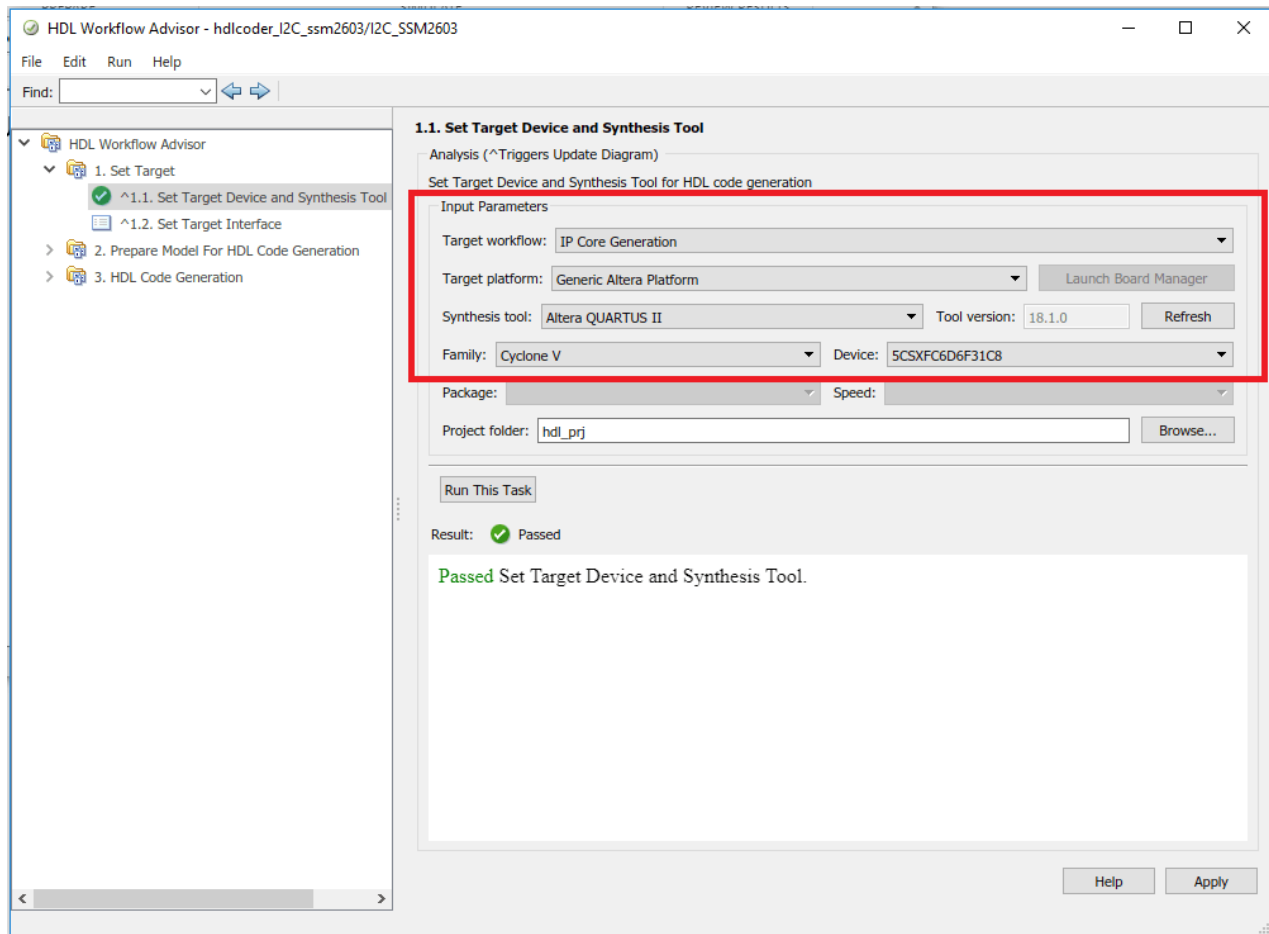 HDL Workflow Advisor - hdlcoder_I2C_ssm2603/I2C_SSM2603
File Edit Run Help
Find:
HDL Workflow Advisor
1. Set Target
^1.1. Set Target Device and Synthesis Tool
^1.2. Set Target Interface
2. Prepare Model For HDL Code Generation
3. HDL Code Generation
1.1. Set Target Device and Synthesis Tool
Analysis (^Triggers Update Diagram)
Set Target Device and Synthesis Tool for HDL code generation
Input Parameters
Target workflow: IP Core Generation
Target platform: Generic Altera Platform Launch Board Manager
Synthesis tool: Altera QUARTUS II Tool version: 18.1.0 Refresh
Family: Cyclone V Device: 5CSXFC6D6F31C8
Package: Speed:
Project folder: hdl_prj Browse...
Run This Task
Result: Passed
Passed Set Target Device and Synthesis Tool.
Help Apply